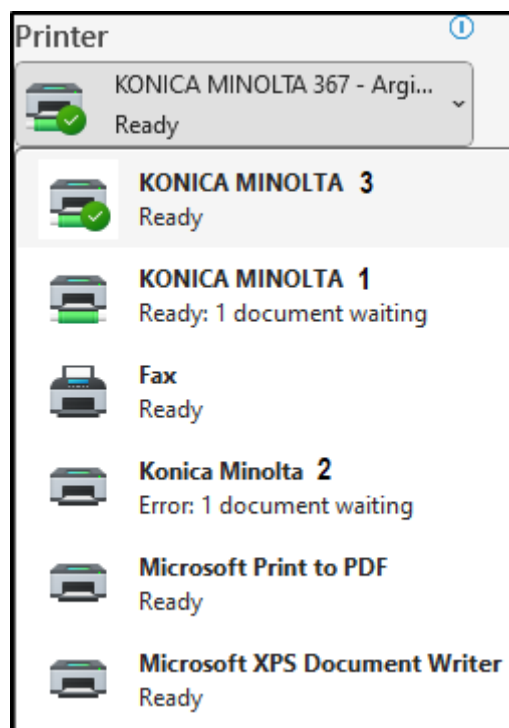 Printer
KONICA MINOLTA 367 - Argi...
Ready
KONICA MINOLTA 3
Ready
KONICA MINOLTA 1
Ready: 1 document waiting
Fax
Ready
Konica Minolta 2
Error: 1 document waiting
Microsoft Print to PDF
Ready
Microsoft XPS Document Writer
Ready